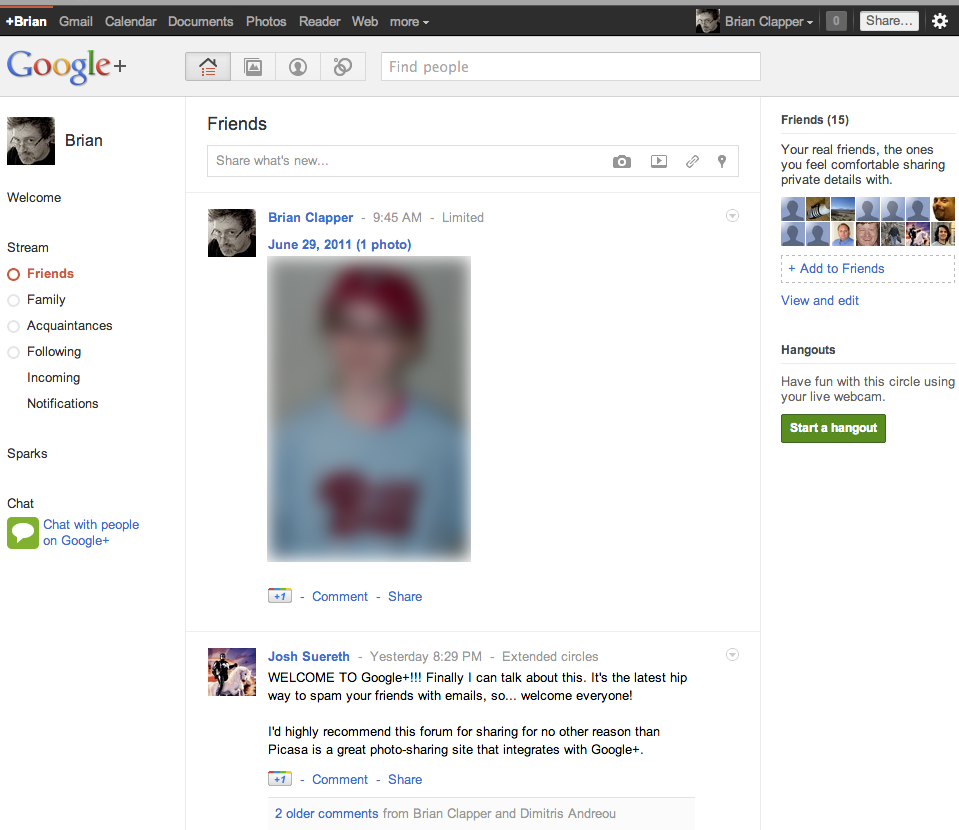 +Brian Gmail Calendar Documents Photos Reader Web more Brian Clapper 0 Share...
Google+ Find people
Brian
Welcome
Stream
Friends
Family
Acquaintances
Following
Incoming
Notifications
Sparks
Chat
Chat with people
on Google+
Friends
Share what's new...
Brian Clapper - 9:45 AM - Limited
June 29, 2011 (1 photo)
+1 - Comment - Share
Josh Suereth - Yesterday 8:29 PM - Extended circles
WELCOME TO Google+!!! Finally I can talk about this. It's the latest hip
way to spam your friends with emails, so... welcome everyone!
I'd highly recommend this forum for sharing for no other reason than
Picasa is a great photo-sharing site that integrates with Google+.
+1 - Comment - Share
2 older comments from Brian Clapper and Dimitris Andreou
Friends (15)
Your real friends, the ones
you feel comfortable sharing
private details with.
+ Add to Friends
View and edit
Hangouts
Have fun with this circle using
your live webcam.
Start a hangout